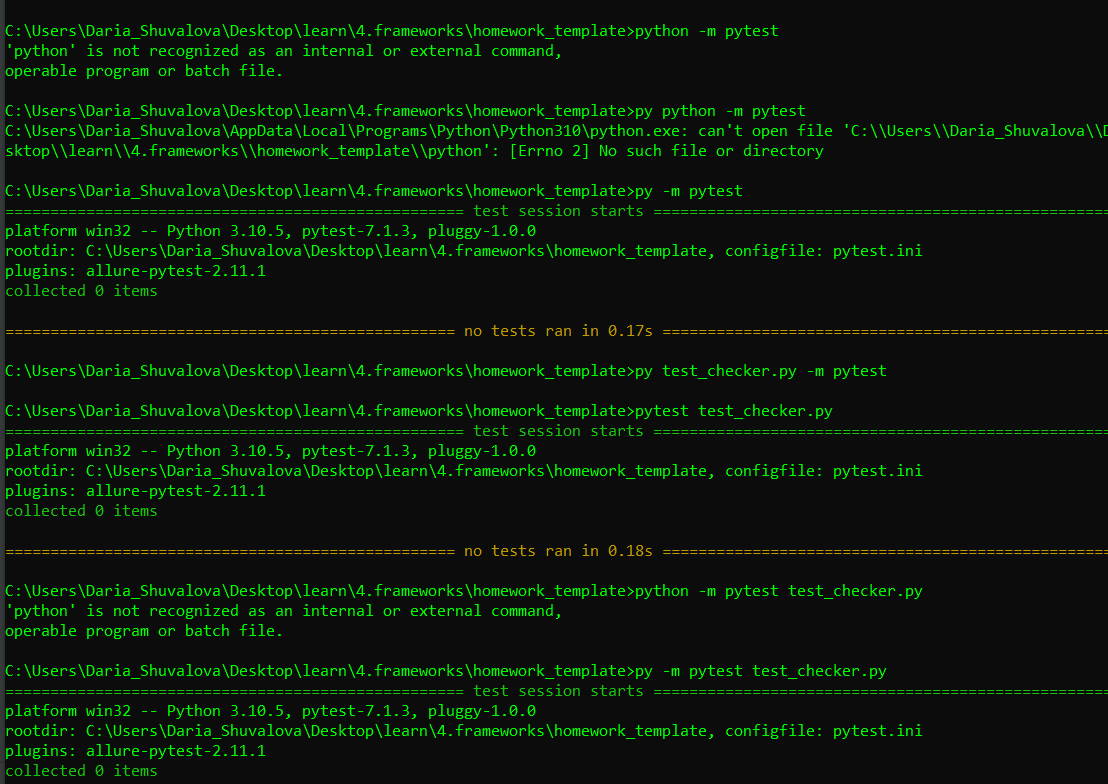 C:\Users\Daria_Shuvalova\Desktop\learn\4.frameworks\homework_template>python -m pytest
'python' is not recognized as an internal or external command,
operable program or batch file.
C:\Users\Daria_Shuvalova\Desktop\learn\4.frameworks\homework_template>py python -m pytest
C:\Users\Daria_Shuvalova\AppData\Local\Programs\Python\Python310\python.exe: can't open file 'C:\\Users\\Daria_Shuvalova\\D
sktop\\learn\\4.frameworks\\homework_template\\python': [Errno 2] No such file or directory
C:\Users\Daria_Shuvalova\Desktop\learn\4.frameworks\homework_template>py -m pytest
=================================================== test session starts ===================================================
platform win32 -- Python 3.10.5, pytest-7.1.3, pluggy-1.0.0
rootdir: C:\Users\Daria_Shuvalova\Desktop\learn\4.frameworks\homework_template, configfile: pytest.ini
plugins: allure-pytest-2.11.1
collected 0 items
================================================== no tests ran in 0.17s ==================================================
C:\Users\Daria_Shuvalova\Desktop\learn\4.frameworks\homework_template>py test_checker.py -m pytest
C:\Users\Daria_Shuvalova\Desktop\learn\4.frameworks\homework_template>pytest test_checker.py
=================================================== test session starts ===================================================
platform win32 -- Python 3.10.5, pytest-7.1.3, pluggy-1.0.0
rootdir: C:\Users\Daria_Shuvalova\Desktop\learn\4.frameworks\homework_template, configfile: pytest.ini
plugins: allure-pytest-2.11.1
collected 0 items
================================================== no tests ran in 0.18s ==================================================
C:\Users\Daria_Shuvalova\Desktop\learn\4.frameworks\homework_template>python -m pytest test_checker.py
'python' is not recognized as an internal or external command,
operable program or batch file.
C:\Users\Daria_Shuvalova\Desktop\learn\4.frameworks\homework_template>py -m pytest test_checker.py
=================================================== test session starts ===================================================
platform win32 -- Python 3.10.5, pytest-7.1.3, pluggy-1.0.0
rootdir: C:\Users\Daria_Shuvalova\Desktop\learn\4.frameworks\homework_template, configfile: pytest.ini
plugins: allure-pytest-2.11.1
collected 0 items